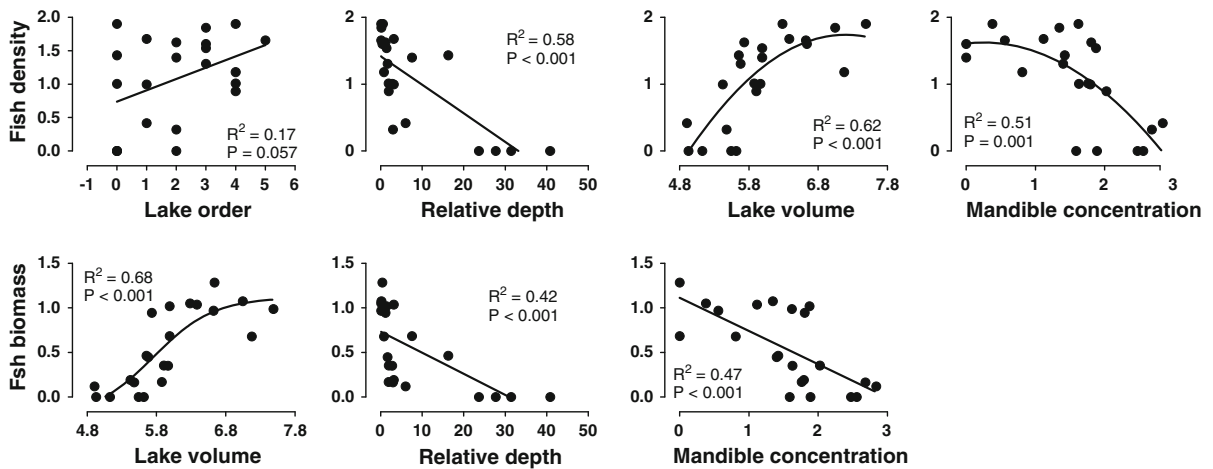 Fish density
2.0
1.5
1.0
0.5
0.0
R² = 0.17
P = 0.057
-1 0 1 2 3 4 5 6
Lake order
2
1
0
R² = 0.58
P < 0.001
0 10 20 30 40 50
Relative depth
2
1
0
R² = 0.62
P < 0.001
4.8 5.8 6.8 7.8
Lake volume
2
1
0
R² = 0.51
P = 0.001
0 1 2 3
Mandible concentration
Fsh biomass
1.5
1.0
0.5
0.0
R² = 0.68
P < 0.001
4.8 5.8 6.8 7.8
Lake volume
1.5
1.0
0.5
0.0
R² = 0.42
P < 0.001
0 10 20 30 40 50
Relative depth
1.5
1.0
0.5
0.0
R² = 0.47
P < 0.001
0 1 2 3
Mandible concentration